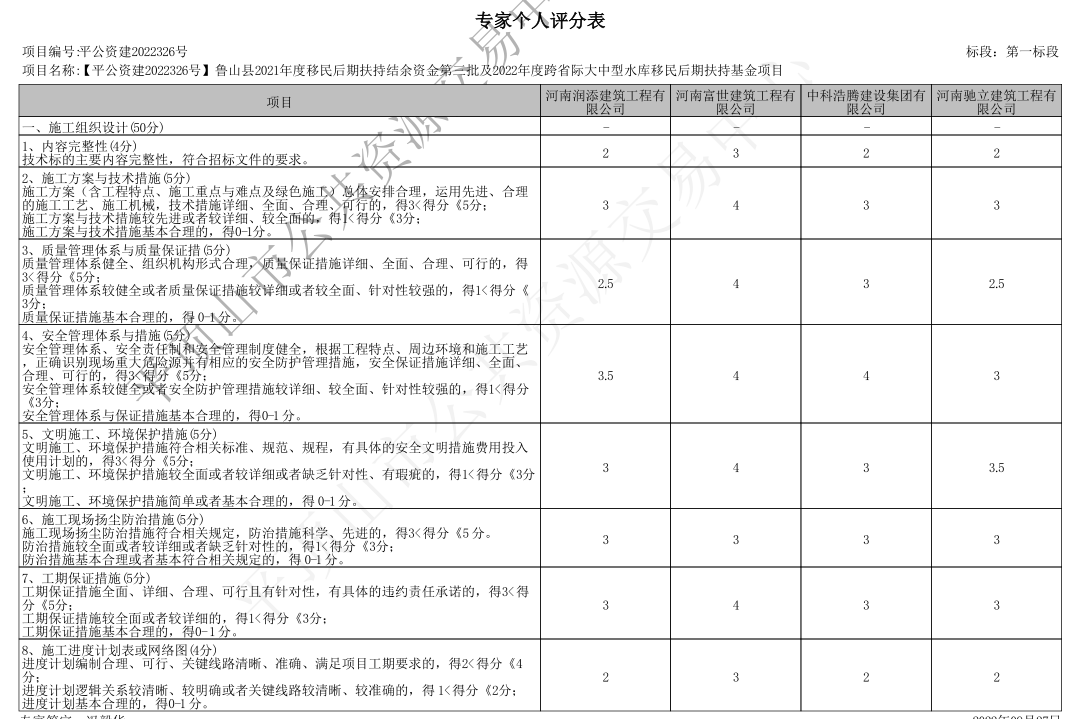 专家个人评分表
项目编号:平公资建2022326号 标段：第一标段
项目名称:【平公资建2022326号】鲁山县2021年度移民后期扶持结余资金第二批及2022年度跨省际大中型水库移民后期扶持基金项目
项目 河南润添建筑工程有限公司 河南富世建筑工程有限公司 中科浩腾建设集团有限公司 河南驰立建筑工程有限公司
一、施工组织设计(50分) - - - -
1、内容完整性(4分)
技术标的主要内容完整性，符合招标文件的要求。 2 3 2 2
2、施工方案与技术措施(5分)
施工方案（含工程特点、施工重点与难点及绿色施工）总体安排合理，运用先进、合理
的施工工艺、施工机械，技术措施详细、全面、合理、可行的，得3<得分《5分；
施工方案与技术措施较先进或者较详细、较全面的，得1<得分《3分；
施工方案与技术措施基本合理的，得0-1分。 3 4 3 3
3、质量管理体系与质量保证措(5分)
质量管理体系健全、组织机构形式合理，质量保证措施详细、全面、合理、可行的，得
3<得分《5分；
质量管理体系较健全或者质量保证措施较详细或者较全面、针对性较强的，得1<得分《
3分；
质量保证措施基本合理的，得 0-1分。 2.5 4 3 2.5
4、安全管理体系与措施(5分)
安全管理体系、安全责任制和安全管理制度健全，根据工程特点、周边环境和施工工艺
，正确识别现场重大危险源并有相应的安全防护管理措施，安全保证措施详细、全面、
合理、可行的，得3<得分《5分；
安全管理体系较健全或者安全防护管理措施较详细、较全面、针对性较强的，得1<得分
《3分；
安全管理体系与保证措施基本合理的，得0-1 分。 3.5 4 4 3
5、文明施工、环境保护措施(5分)
文明施工、环境保护措施符合相关标准、规范、规程，有具体的安全文明措施费用投入
使用计划的，得3<得分《5分；
文明施工、环境保护措施较全面或者较详细或者缺乏针对性、有瑕疵的，得1<得分《3分
；
文明施工、环境保护措施简单或者基本合理的，得 0-1 分。 3 4 3 3.5
6、施工现场扬尘防治措施(5分)
施工现场扬尘防治措施符合相关规定，防治措施科学、先进的，得3<得分《5 分。
防治措施较全面或者较详细或者缺乏针对性的，得1<得分《3分；
防治措施基本合理或者基本符合相关规定的，得 0-1 分。 3 3 3 3
7、工期保证措施(5分)
工期保证措施全面、详细、合理、可行且有针对性，有具体的违约责任承诺的，得3<得
分《5分；
工期保证措施较全面或者较详细的，得1<得分《3分；
工期保证措施基本合理的，得0-1 分。 3 4 3 3
8、施工进度计划表或网络图(4分)
进度计划编制合理、可行、关键线路清晰、准确、满足项目工期要求的，得2<得分《4
分；
进度计划逻辑关系较清晰、较明确或者关键线路较清晰、较准确的，得 1<得分《2分；
进度计划基本合理的，得0-1 分。 2 3 2 2
平顶山市公共资源交易中心
平顶山市公共资源交易中心